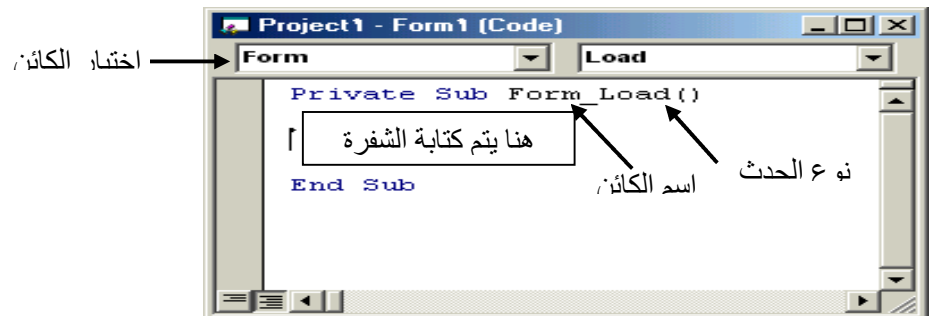 Project1 - Form1 (Code)
اختيار الكائن
Form
Load
Private Sub Form_Load()
هنا يتم كتابة الشفرة
نوع الحدث
اسم الكائن
End Sub